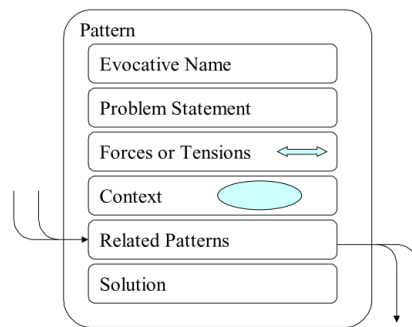 Pattern
Evocative Name
Problem Statement
Forces or Tensions
Context
Related Patterns
Solution